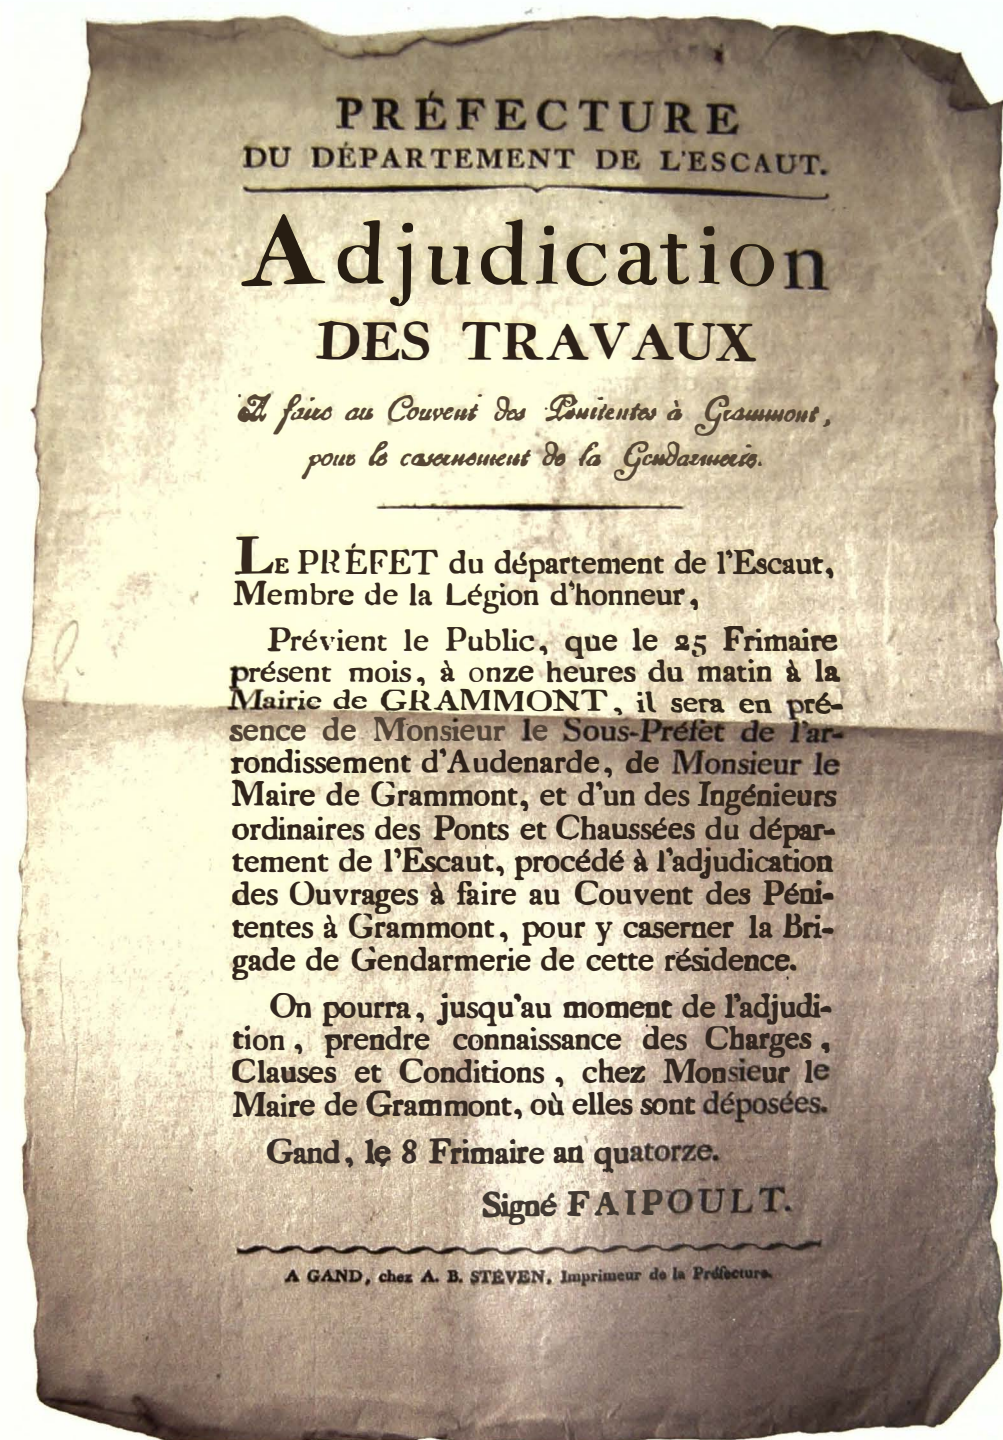 PRÉFECTURE
DU DÉPARTEMENT DE L'ESCAUT.
Adjudication
DES TRAVAUX
A faire au Couvent des Pénitentes à Grammont,
pour le casernement de la Gendarmerie.
LE PRÉFET du département de l'Escaut,
Membre de la Légion d'honneur,
Prévient le Public, que le 25 Frimaire
présent mois, à onze heures du matin à la
Mairie de GRAMMONT, il sera en pré-
sence de Monsieur le Sous-Préfet de l'ar-
rondissement d'Audenarde, de Monsieur le
Maire de Grammont, et d'un des Ingénieurs
ordinaires des Ponts et Chaussées du dépar-
tement de l'Escaut, procédé à l'adjudication
des Ouvrages à faire au Couvent des Péni-
tentes à Grammont, pour y caserner la Bri-
gade de Gendarmerie de cette résidence.
On pourra, jusqu'au moment de l'adjudi-
tion, prendre connaissance des Charges,
Clauses et Conditions, chez Monsieur le
Maire de Grammont, où elles sont déposées.
Gand, le 8 Frimaire an quatorze.
Signé FAIPOULT.
A GAND, chez A. B. STÉVEN, Imprimeur de la Préfecture.